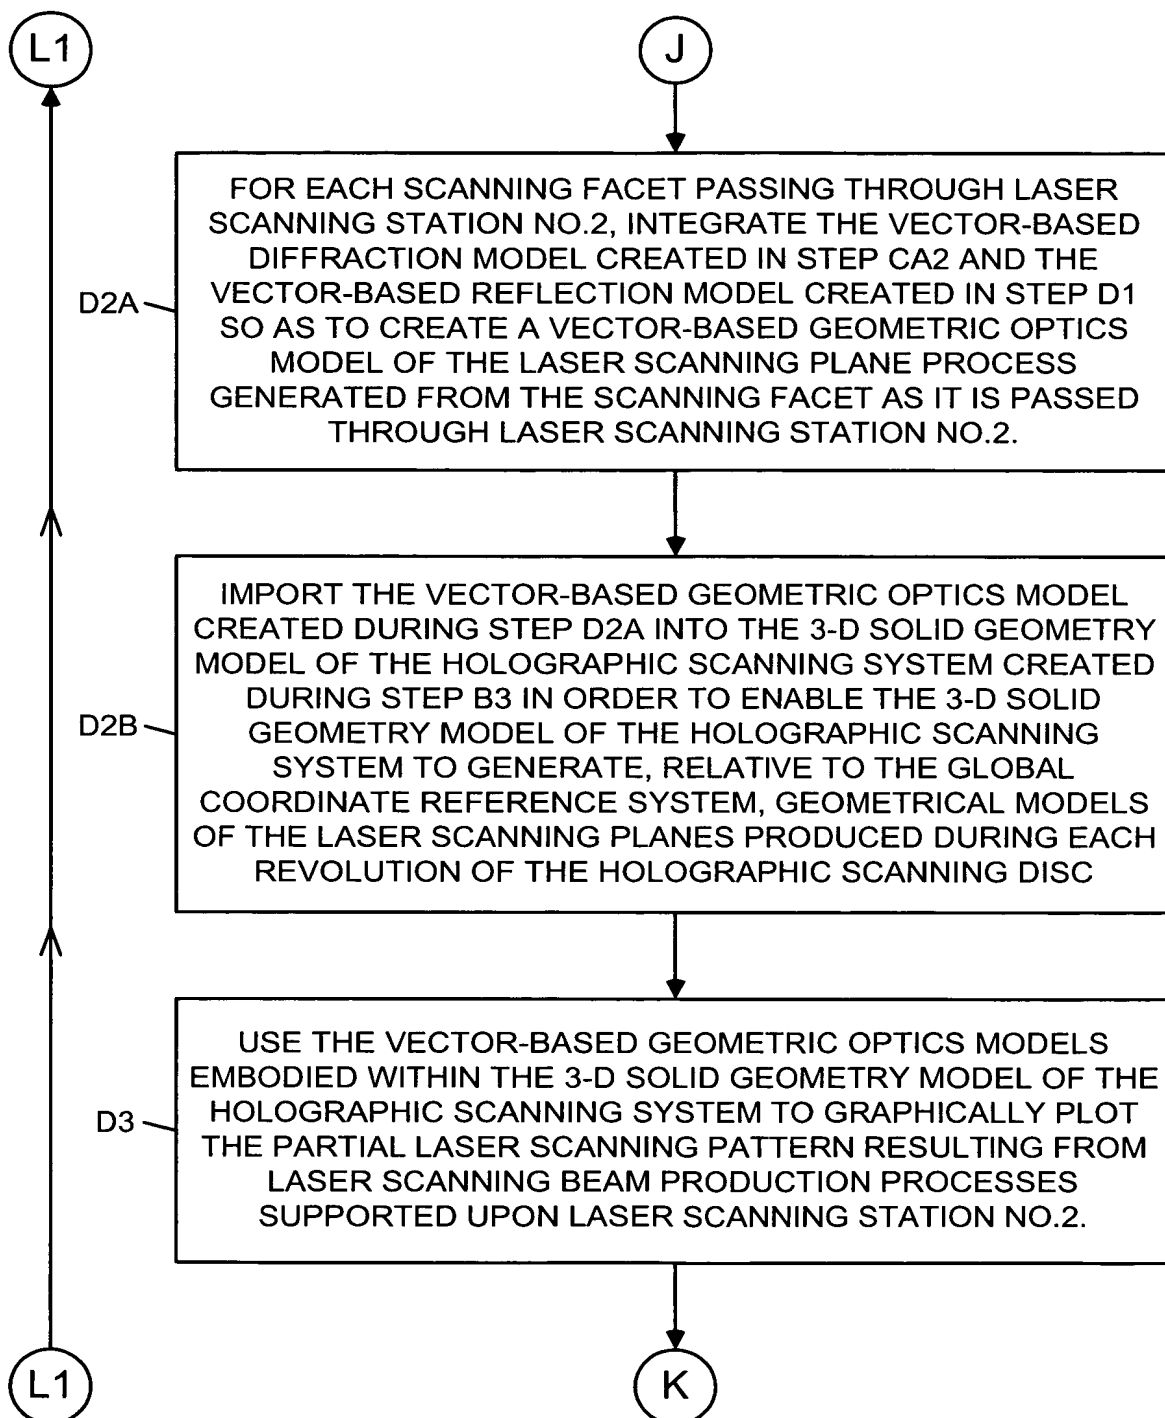 L1
J
D2A
FOR EACH SCANNING FACET PASSING THROUGH LASER
SCANNING STATION NO.2, INTEGRATE THE VECTOR-BASED
DIFFRACTION MODEL CREATED IN STEP CA2 AND THE
VECTOR-BASED REFLECTION MODEL CREATED IN STEP D1
SO AS TO CREATE A VECTOR-BASED GEOMETRIC OPTICS
MODEL OF THE LASER SCANNING PLANE PROCESS
GENERATED FROM THE SCANNING FACET AS IT IS PASSED
THROUGH LASER SCANNING STATION NO.2.
D2B
IMPORT THE VECTOR-BASED GEOMETRIC OPTICS MODEL
CREATED DURING STEP D2A INTO THE 3-D SOLID GEOMETRY
MODEL OF THE HOLOGRAPHIC SCANNING SYSTEM CREATED
DURING STEP B3 IN ORDER TO ENABLE THE 3-D SOLID
GEOMETRY MODEL OF THE HOLOGRAPHIC SCANNING
SYSTEM TO GENERATE, RELATIVE TO THE GLOBAL
COORDINATE REFERENCE SYSTEM, GEOMETRICAL MODELS
OF THE LASER SCANNING PLANES PRODUCED DURING EACH
REVOLUTION OF THE HOLOGRAPHIC SCANNING DISC
D3
USE THE VECTOR-BASED GEOMETRIC OPTICS MODELS
EMBODIED WITHIN THE 3-D SOLID GEOMETRY MODEL OF THE
HOLOGRAPHIC SCANNING SYSTEM TO GRAPHICALLY PLOT
THE PARTIAL LASER SCANNING PATTERN RESULTING FROM
LASER SCANNING BEAM PRODUCTION PROCESSES
SUPPORTED UPON LASER SCANNING STATION NO.2.
L1
K